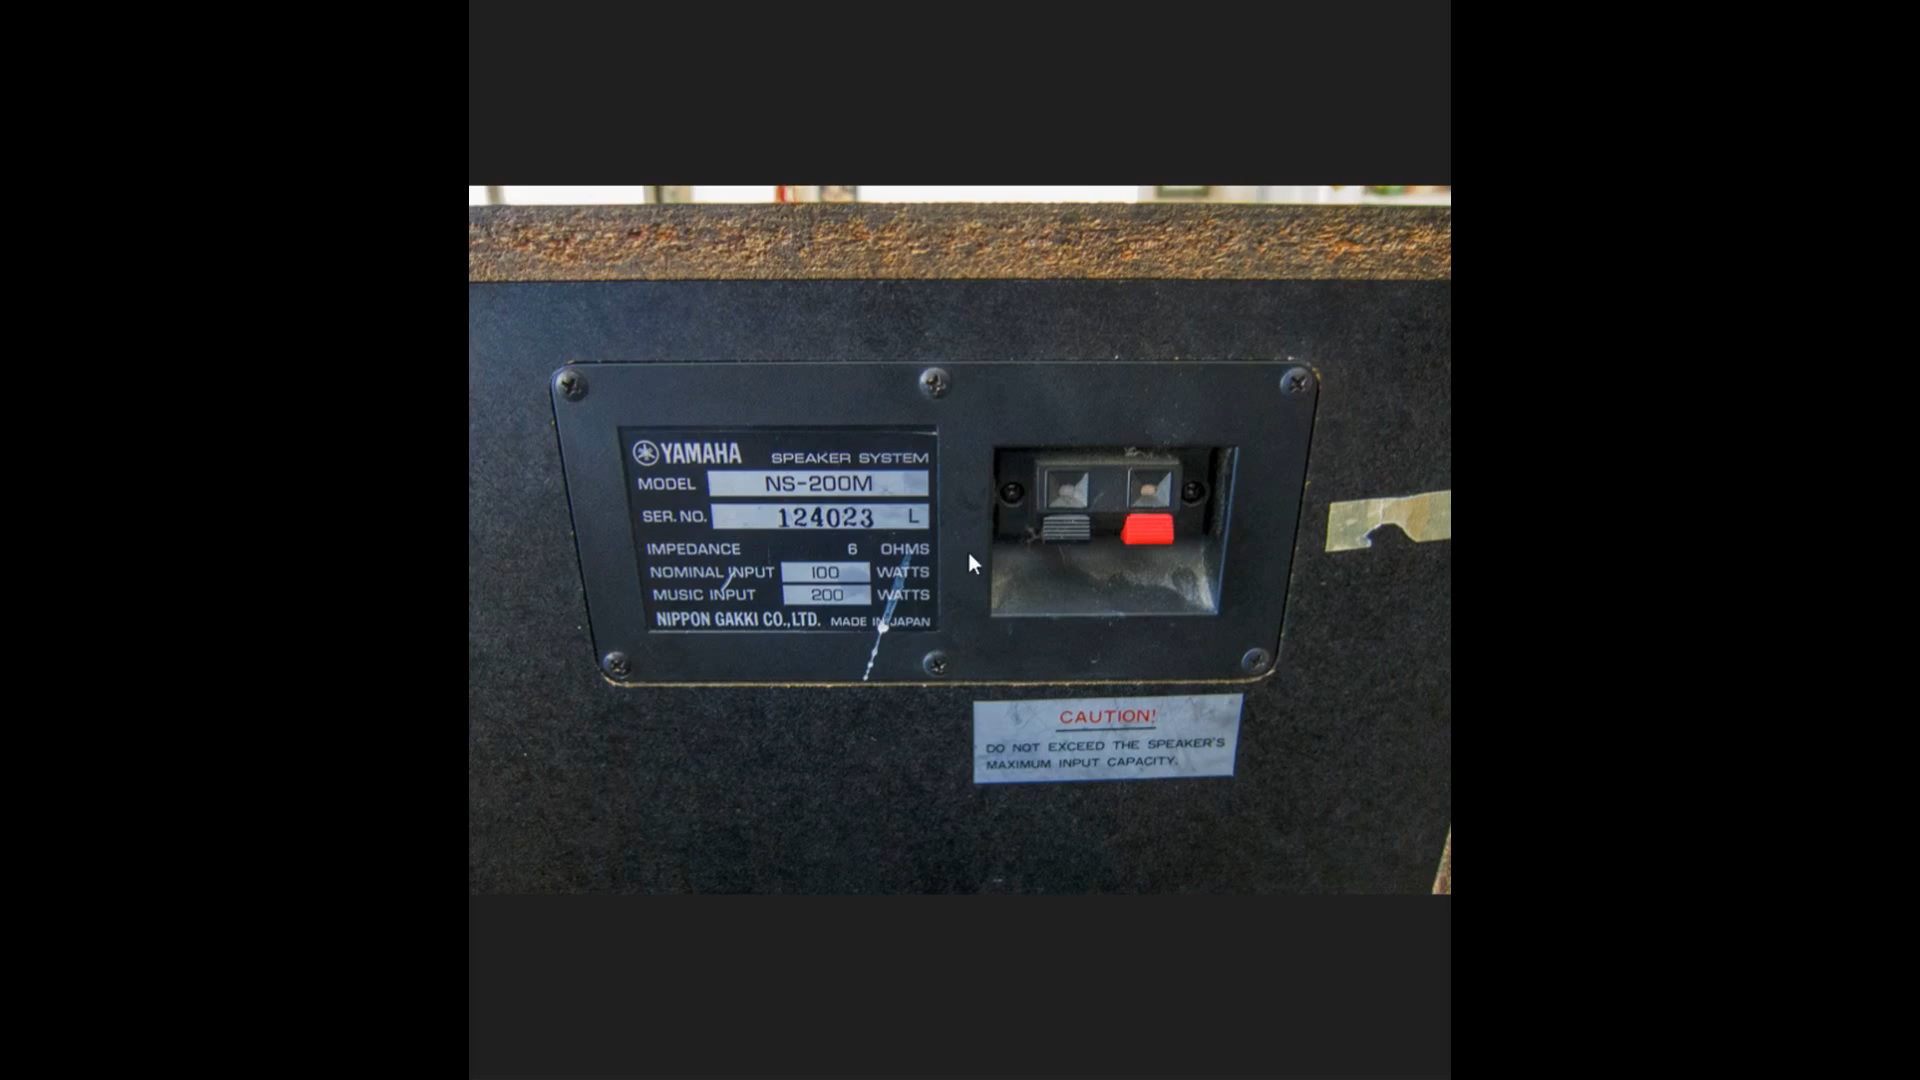 YAMAHA SPEAKER SYSTEM
MODEL NS-200M
SER. NO. 124023 L
IMPEDANCE 6 OHMS
NOMINAL INPUT 100 WATTS
MUSIC INPUT 200 WATTS
NIPPON GAKKI CO.,LTD. MADE IN JAPAN
CAUTION!
DO NOT EXCEED THE SPEAKER'S
MAXIMUM INPUT CAPACITY.